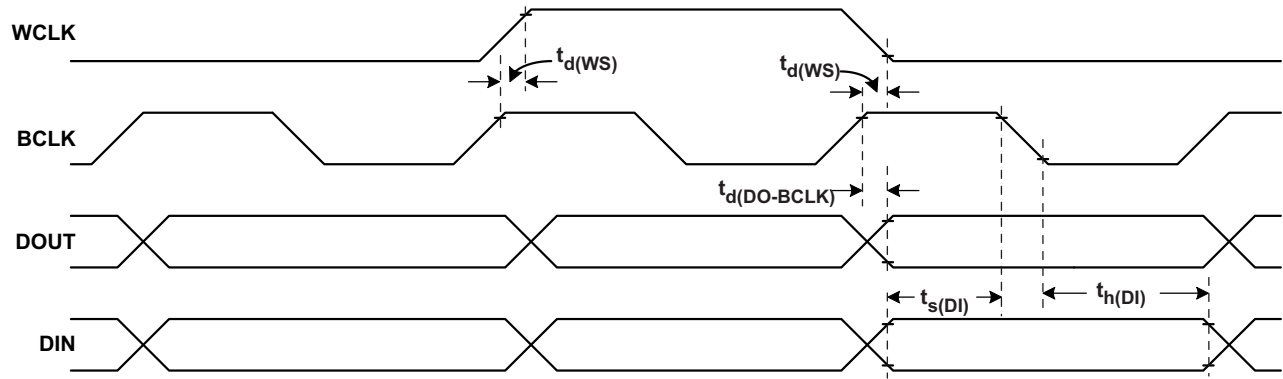 WCLK
td(WS)
td(WS)
BCLK
td(DO-BCLK)
DOUT
ts(DI)
th(DI)
DIN